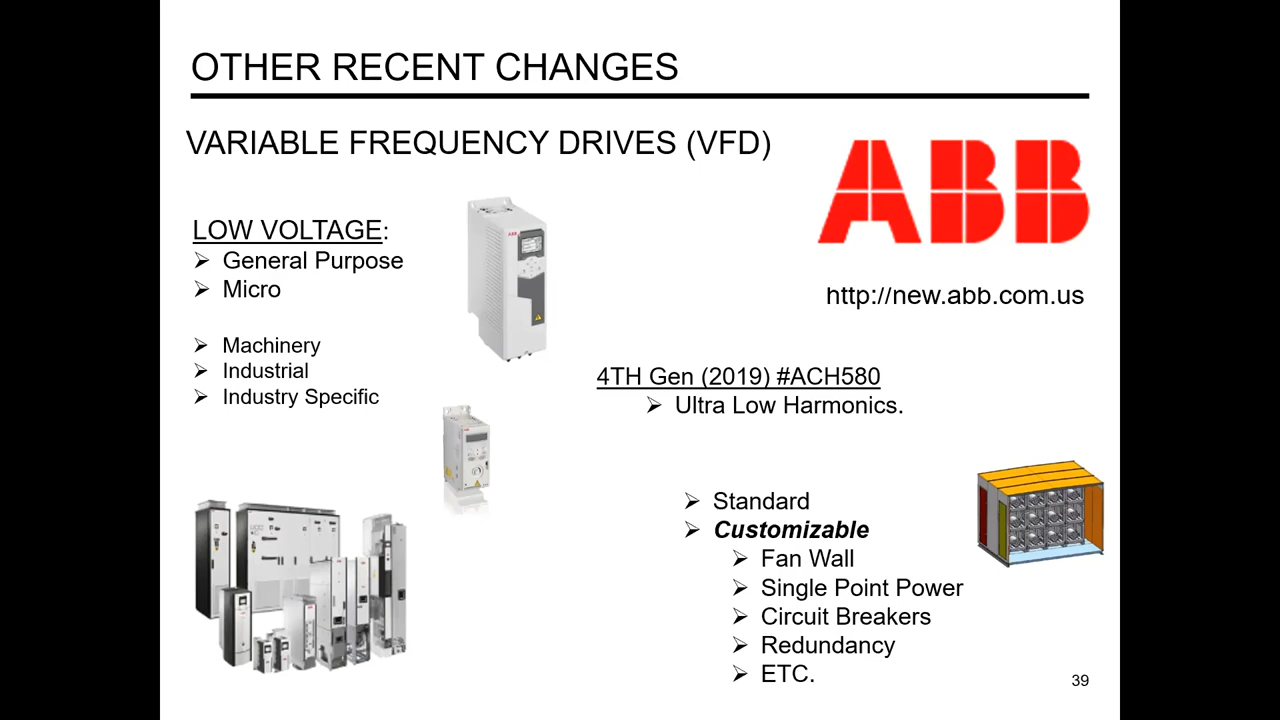 OTHER RECENT CHANGES
VARIABLE FREQUENCY DRIVES (VFD)
ABB
http://new.abb.com.us
LOW VOLTAGE:
➢ General Purpose
➢ Micro
➢ Machinery
➢ Industrial
➢ Industry Specific
ABB
4TH Gen (2019) #ACH580
➢ Ultra Low Harmonics.
➢ Standard
➢ Customizable
➢ Fan Wall
➢ Single Point Power
➢ Circuit Breakers
➢ Redundancy
➢ ETC.
39